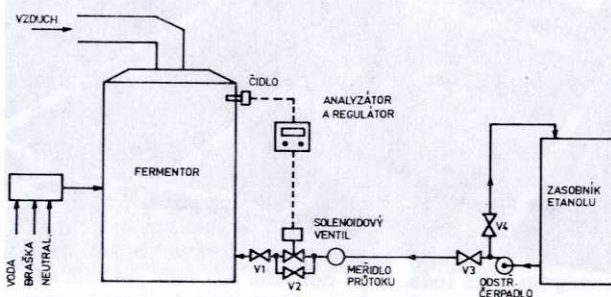 VZDUCH
ČIDLO
ANALYZÁTOR
A REGULÁTOR
FERMENTOR
ZÁSOBNÍK
ETANOLU
SOLENOIDOVÝ
VENTIL
V4
V1
V2
MEŘIDLO
PRŮTOKU
V3
ODSTŘ.
ČERPADLO
VODA
BRAŠKA
NEUTRAL.